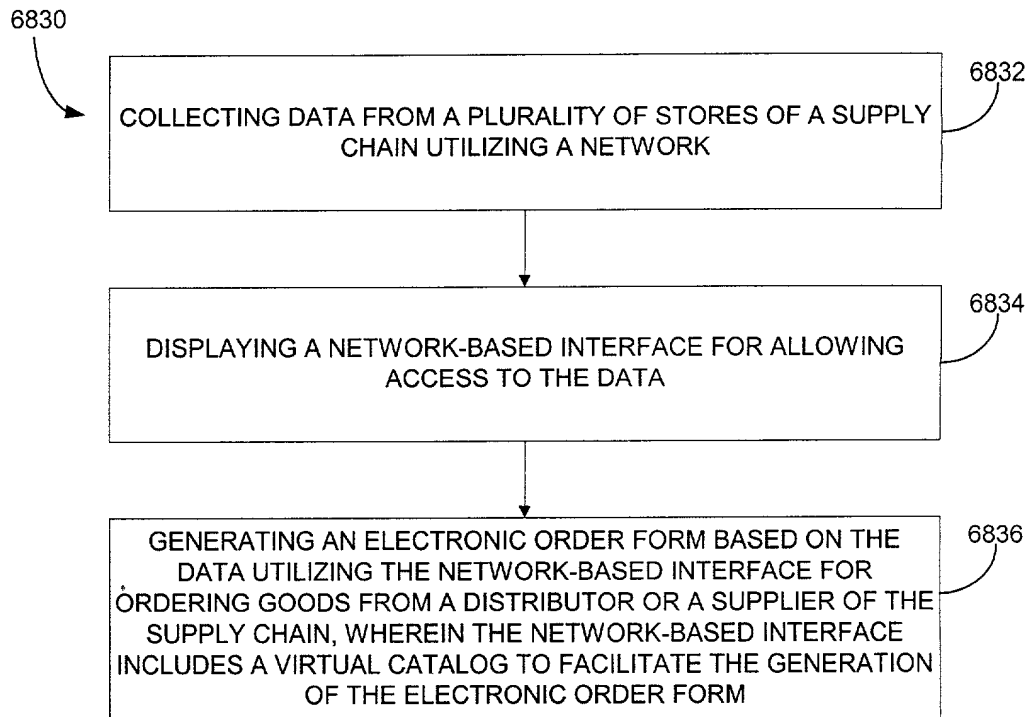 6830
6832
COLLECTING DATA FROM A PLURALITY OF STORES OF A SUPPLY
CHAIN UTILIZING A NETWORK
6834
DISPLAYING A NETWORK-BASED INTERFACE FOR ALLOWING
ACCESS TO THE DATA
6836
GENERATING AN ELECTRONIC ORDER FORM BASED ON THE
DATA UTILIZING THE NETWORK-BASED INTERFACE FOR
ORDERING GOODS FROM A DISTRIBUTOR OR A SUPPLIER OF THE
SUPPLY CHAIN, WHEREIN THE NETWORK-BASED INTERFACE
INCLUDES A VIRTUAL CATALOG TO FACILITATE THE GENERATION
OF THE ELECTRONIC ORDER FORM